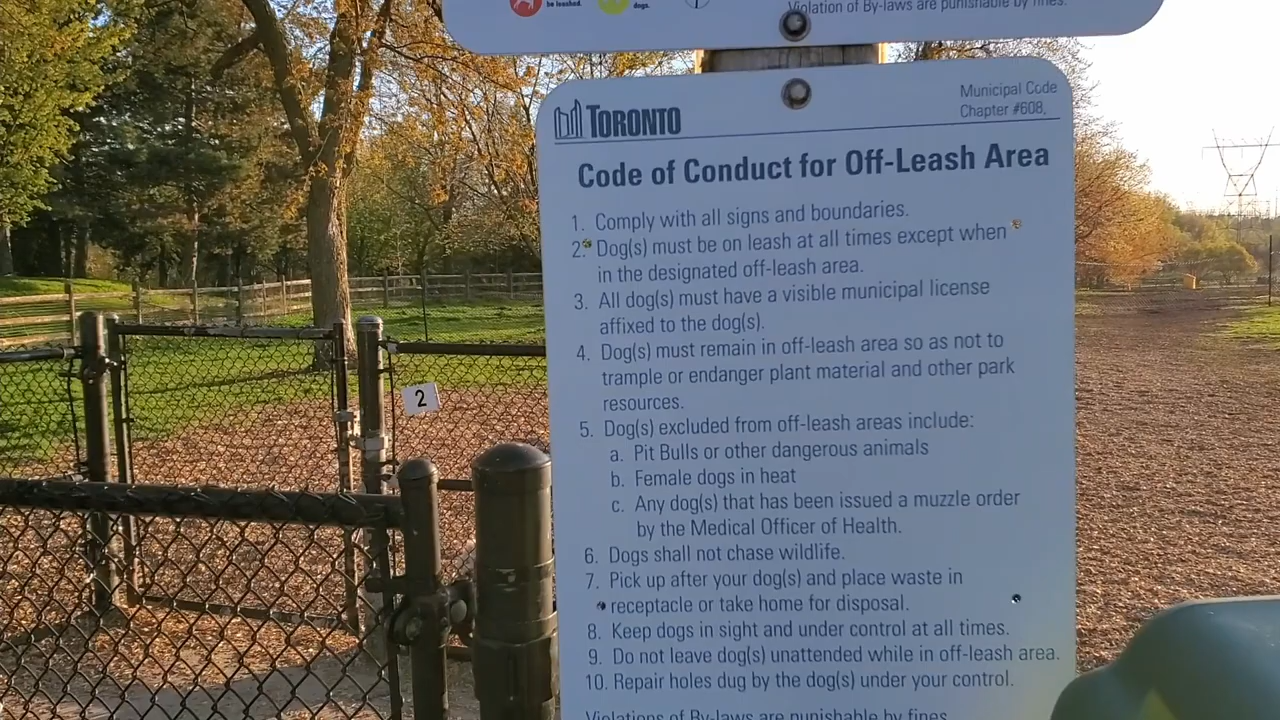 be leashed.
dogs.
Violation of By-laws are punishable by fines.
TORONTO
Municipal Code
Chapter #608,
Code of Conduct for Off-Leash Area
1. Comply with all signs and boundaries.
2. Dog(s) must be on leash at all times except when
in the designated off-leash area.
3. All dog(s) must have a visible municipal license
affixed to the dog(s).
4. Dog(s) must remain in off-leash area so as not to
trample or endanger plant material and other park
resources.
5. Dog(s) excluded from off-leash areas include:
a. Pit Bulls or other dangerous animals
b. Female dogs in heat
c. Any dog(s) that has been issued a muzzle order
by the Medical Officer of Health.
6. Dogs shall not chase wildlife.
7. Pick up after your dog(s) and place waste in
receptacle or take home for disposal.
8. Keep dogs in sight and under control at all times.
9. Do not leave dog(s) unattended while in off-leash area.
10. Repair holes dug by the dog(s) under your control.
Violations of By-laws are punishable by fines
2